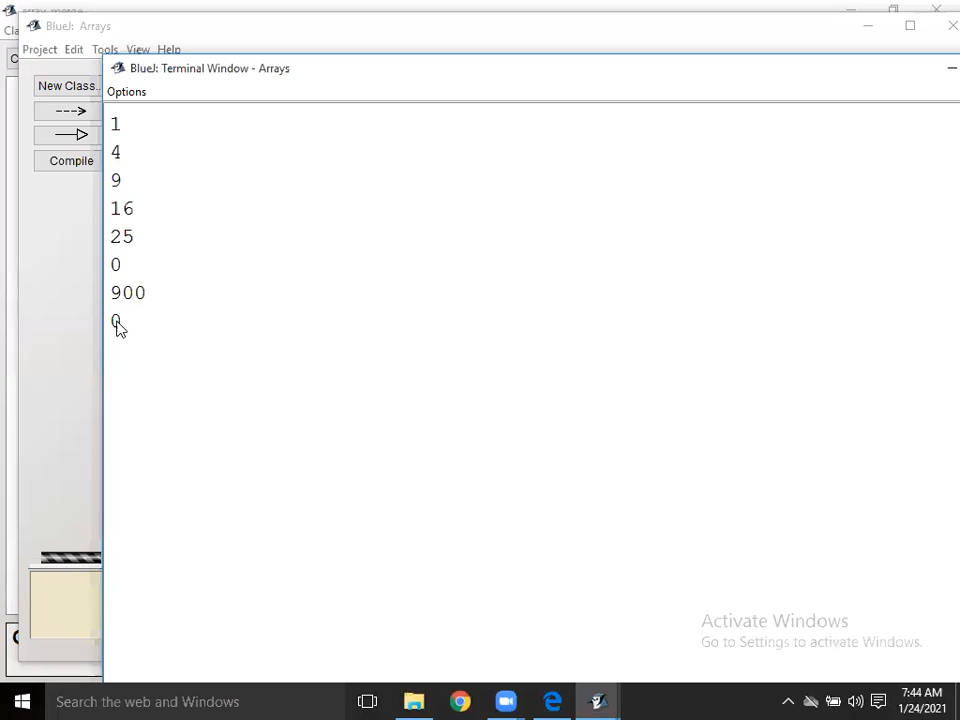 BlueJ: Arrays
Project Edit Tools View Help
New Class..
Compile
BlueJ: Terminal Window - Arrays
Options
1
4
9
16
25
0
900
0
Activate Windows
Go to Settings to activate Windows.
Search the web and Windows
7:44 AM
1/24/2021